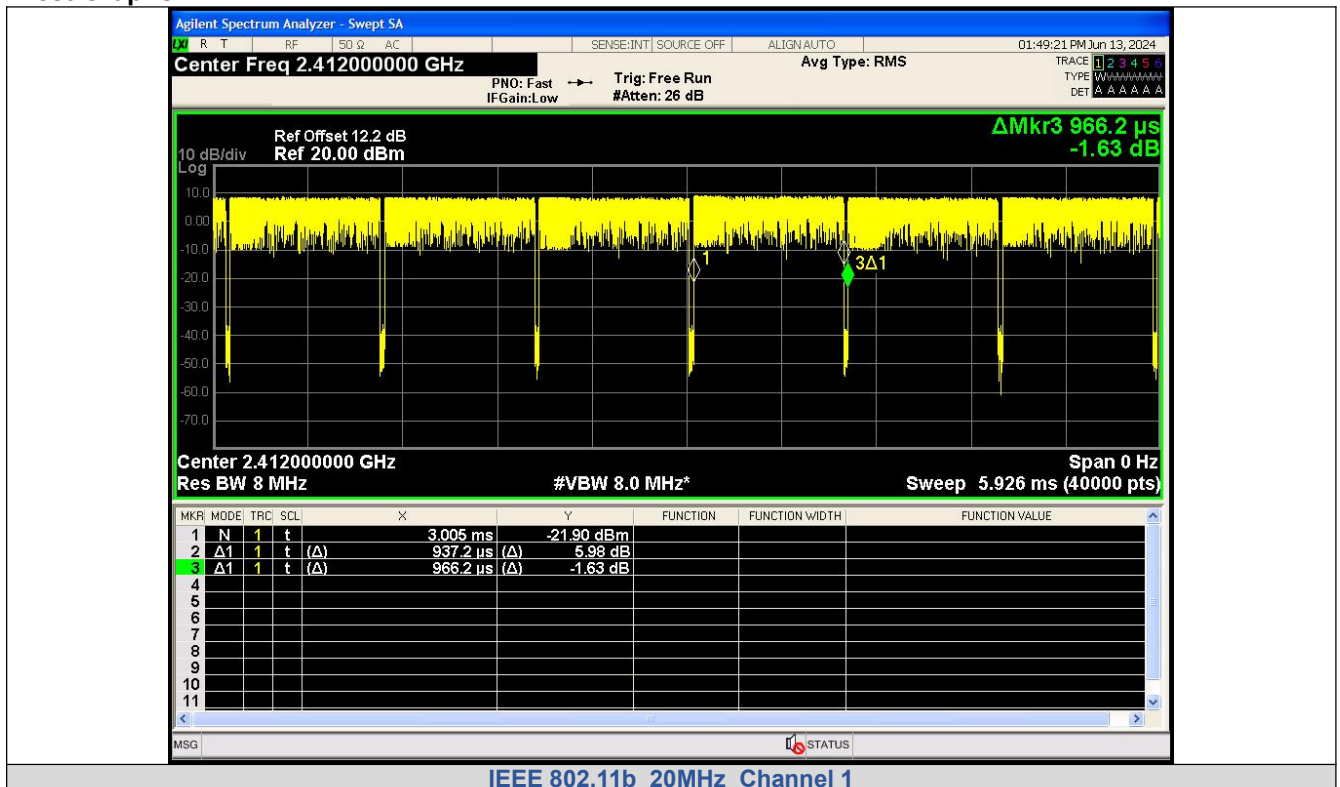 Agilent Spectrum Analyzer - Swept SA
LXI R T RF 50 Ω AC SENSE:INT SOURCE OFF ALIGN AUTO 01:49:21 PM Jun 13, 2024
Center Freq 2.412000000 GHz Avg Type: RMS TRACE 1 2 3 4 5 6
PNO: Fast Trig: Free Run TYPE
IFGain:Low #Atten: 26 dB DET A A A A A A
ΔMkr3 966.2 µs
Ref Offset 12.2 dB
10 dB/div Ref 20.00 dBm -1.63 dB
Log
10.0
0.00
-10.0
1
3Δ1
-20.0
-30.0
-40.0
-50.0
-60.0
-70.0
Center 2.412000000 GHz Span 0 Hz
Res BW 8 MHz #VBW 8.0 MHz* Sweep 5.926 ms (40000 pts)
MKR MODE TRC SCL X Y FUNCTION FUNCTION WIDTH FUNCTION VALUE
1 N 1 t 3.005 ms -21.90 dBm
2 Δ1 1 t (Δ) 937.2 µs (Δ) 5.98 dB
3 Δ1 1 t (Δ) 966.2 µs (Δ) -1.63 dB
4
5
6
7
8
9
10
11
MSG STATUS
IEEE 802.11b_20MHz_Channel 1